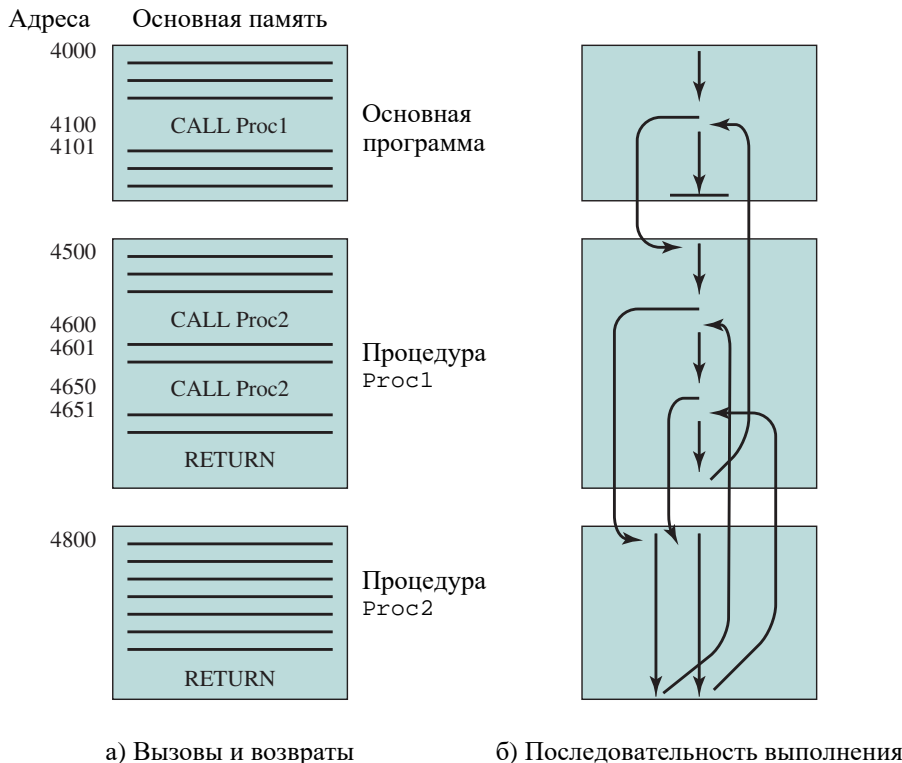 Адреса Основная память
4000
4100
4101
CALL Proc1
Основная
программа
4500
4600
4601
4650
4651
CALL Proc2
CALL Proc2
RETURN
Процедура
Proc1
4800
RETURN
Процедура
Proc2
а) Вызовы и возвраты
б) Последовательность выполнения